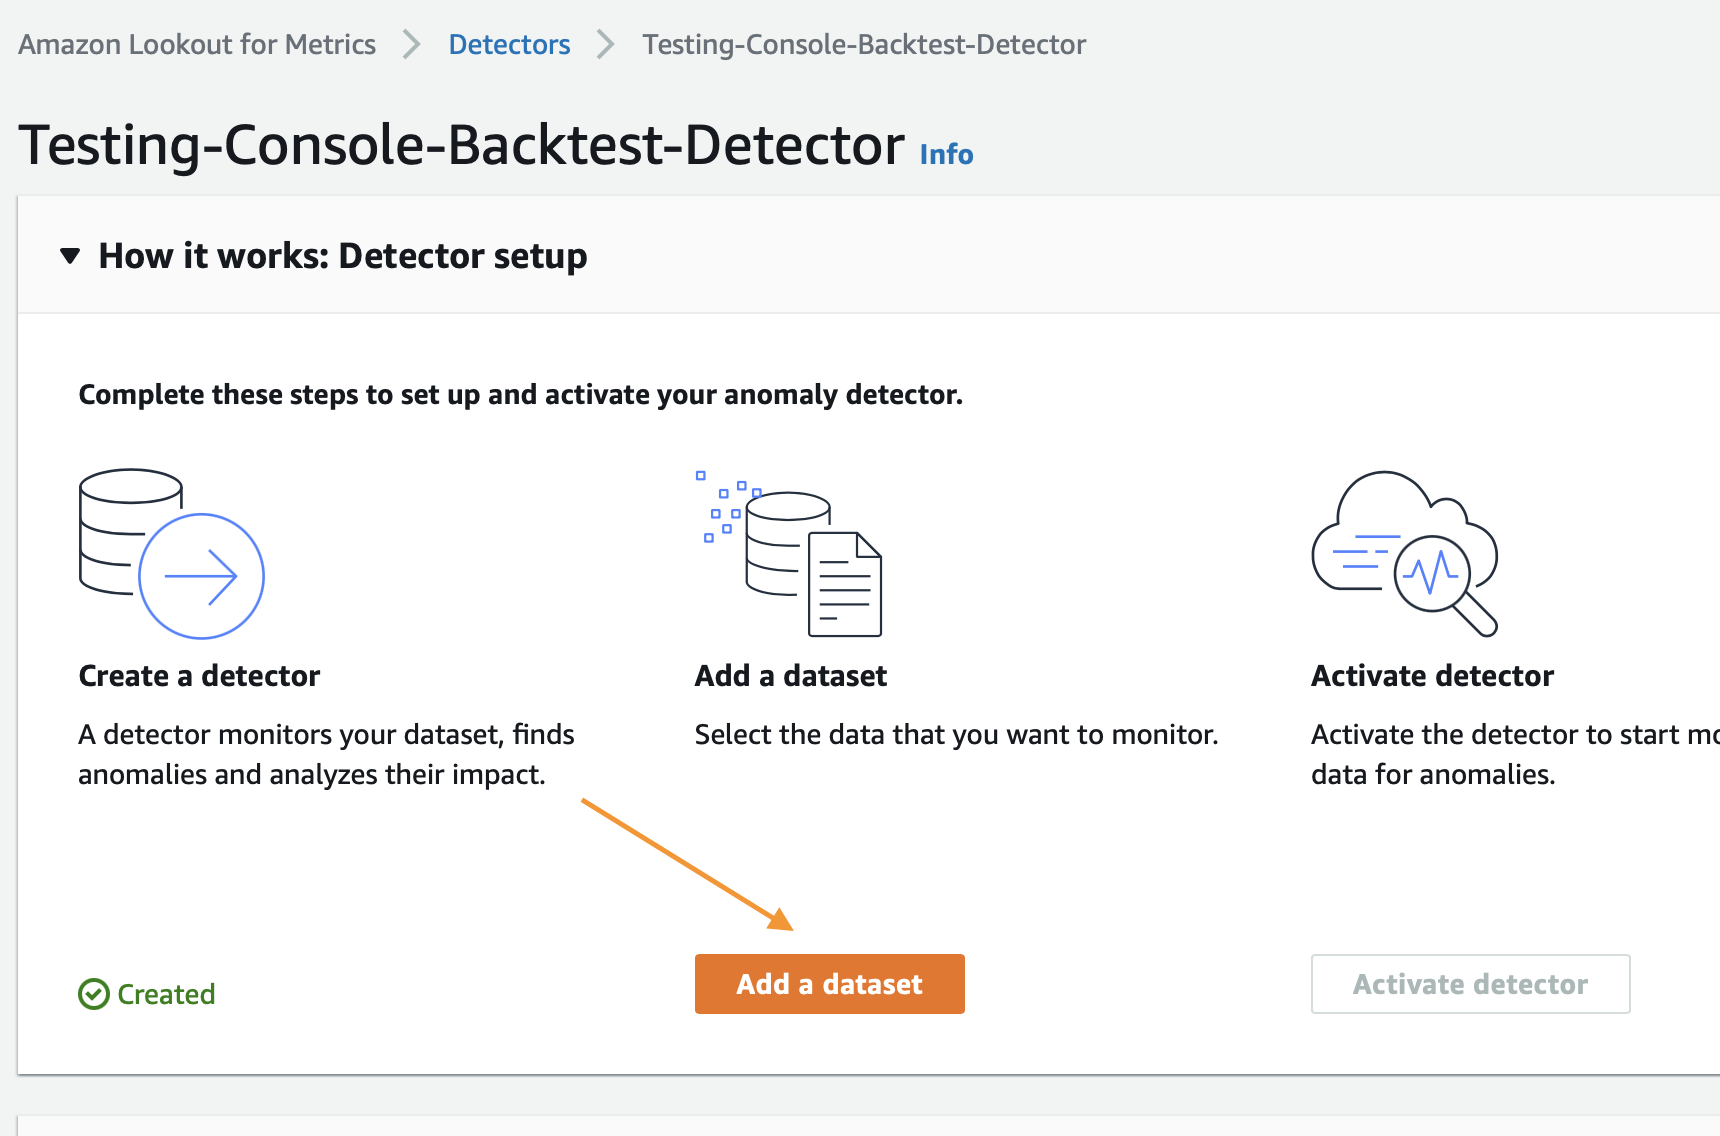 Amazon Lookout for Metrics > Detectors > Testing-Console-Backtest-Detector
Testing-Console-Backtest-Detector Info
How it works: Detector setup
Complete these steps to set up and activate your anomaly detector.
Create a detector
A detector monitors your dataset, finds
anomalies and analyzes their impact.
Created
Add a dataset
Select the data that you want to monitor.
Add a dataset
Activate detector
Activate the detector to start mo
data for anomalies.
Activate detector